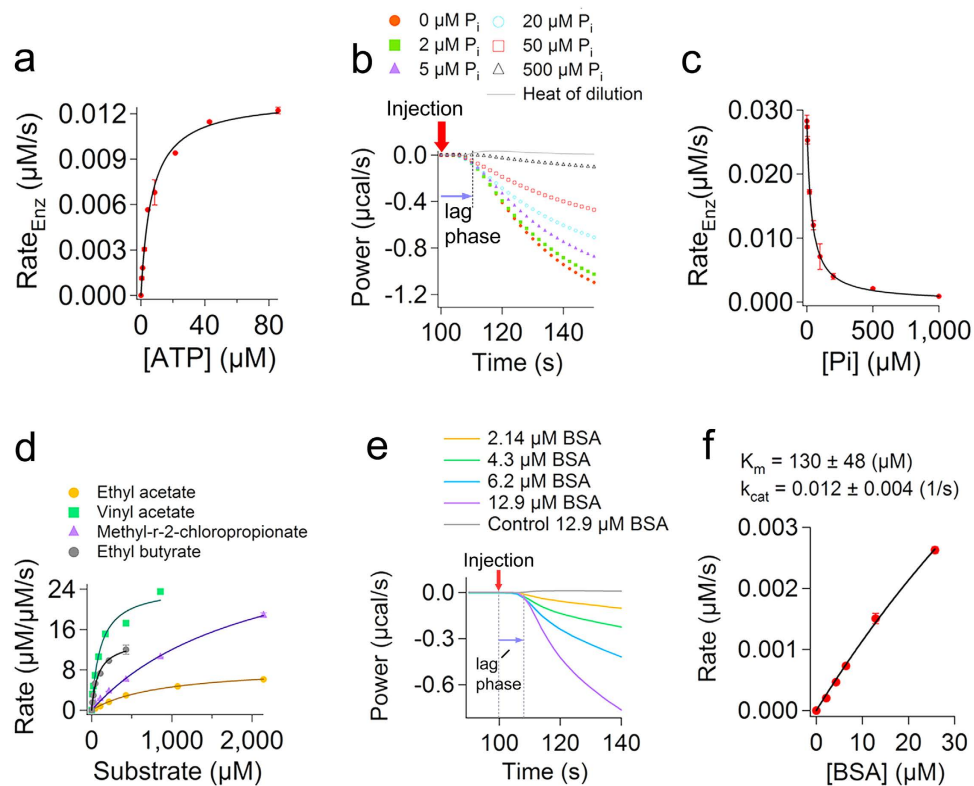 a
0.012
0.009
0.006
0.003
0.000
Rate_Enz (µM/s)
0 40 80
[ATP] (µM)
b
0 µM P_i
2 µM P_i
5 µM P_i
20 µM P_i
50 µM P_i
500 µM P_i
Heat of dilution
Injection
0.0
-0.4
-0.8
-1.2
Power (µcal/s)
lag
phase
100 120 140
Time (s)
c
0.030
0.020
0.010
0.000
Rate_Enz(µM/s)
0 500 1,000
[Pi] (µM)
d
Ethyl acetate
Vinyl acetate
Methyl-r-2-chloropropionate
Ethyl butyrate
24
16
8
0
Rate (µM/µM/s)
0 1,000 2,000
Substrate (µM)
e
2.14 µM BSA
4.3 µM BSA
6.2 µM BSA
12.9 µM BSA
Control 12.9 µM BSA
Injection
0.0
-0.3
-0.6
Power (µcal/s)
lag
phase
100 120 140
Time (s)
f
K_m = 130 ± 48 (µM)
k_cat = 0.012 ± 0.004 (1/s)
0.003
0.002
0.001
0.000
Rate (µM/s)
0 10 20 30
[BSA] (µM)